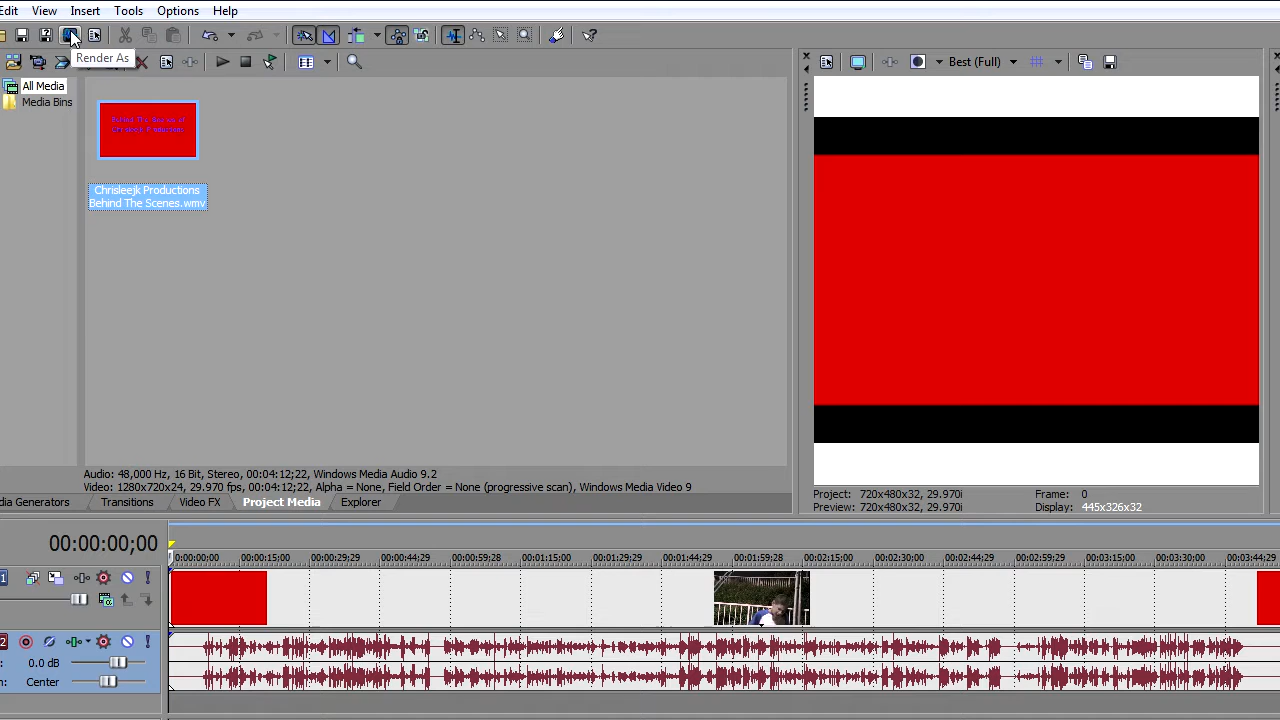 Edit View Insert Tools Options Help
Render As
Best (Full)
All Media
Media Bins
Behind The Scenes of
Chrisleejk Productions
Chrisleejk Productions
Behind The Scenes.wmv
Audio: 48,000 Hz, 16 Bit, Stereo, 00:04:12;22, Windows Media Audio 9.2
Video: 1280x720x24, 29.970 fps, 00:04:12;22, Alpha = None, Field Order = None (progressive scan), Windows Media Video 9
Project: 720x480x32, 29.970i Frame: 0
Preview: 720x480x32, 29.970i Display: 445x326x32
dia Generators Transitions Video FX Project Media Explorer
00:00:00;00
00:00:00;00 00:00:15;00 00:00:29;29 00:00:44;29 00:00:59;28 00:01:15;00 00:01:29;29 00:01:44;29 00:01:59;28 00:02:15;00 00:02:30;00 00:02:44;29 00:02:59;29 00:03:15;00 00:03:30;00 00:03:44;29
1
2
0.0 dB
Center